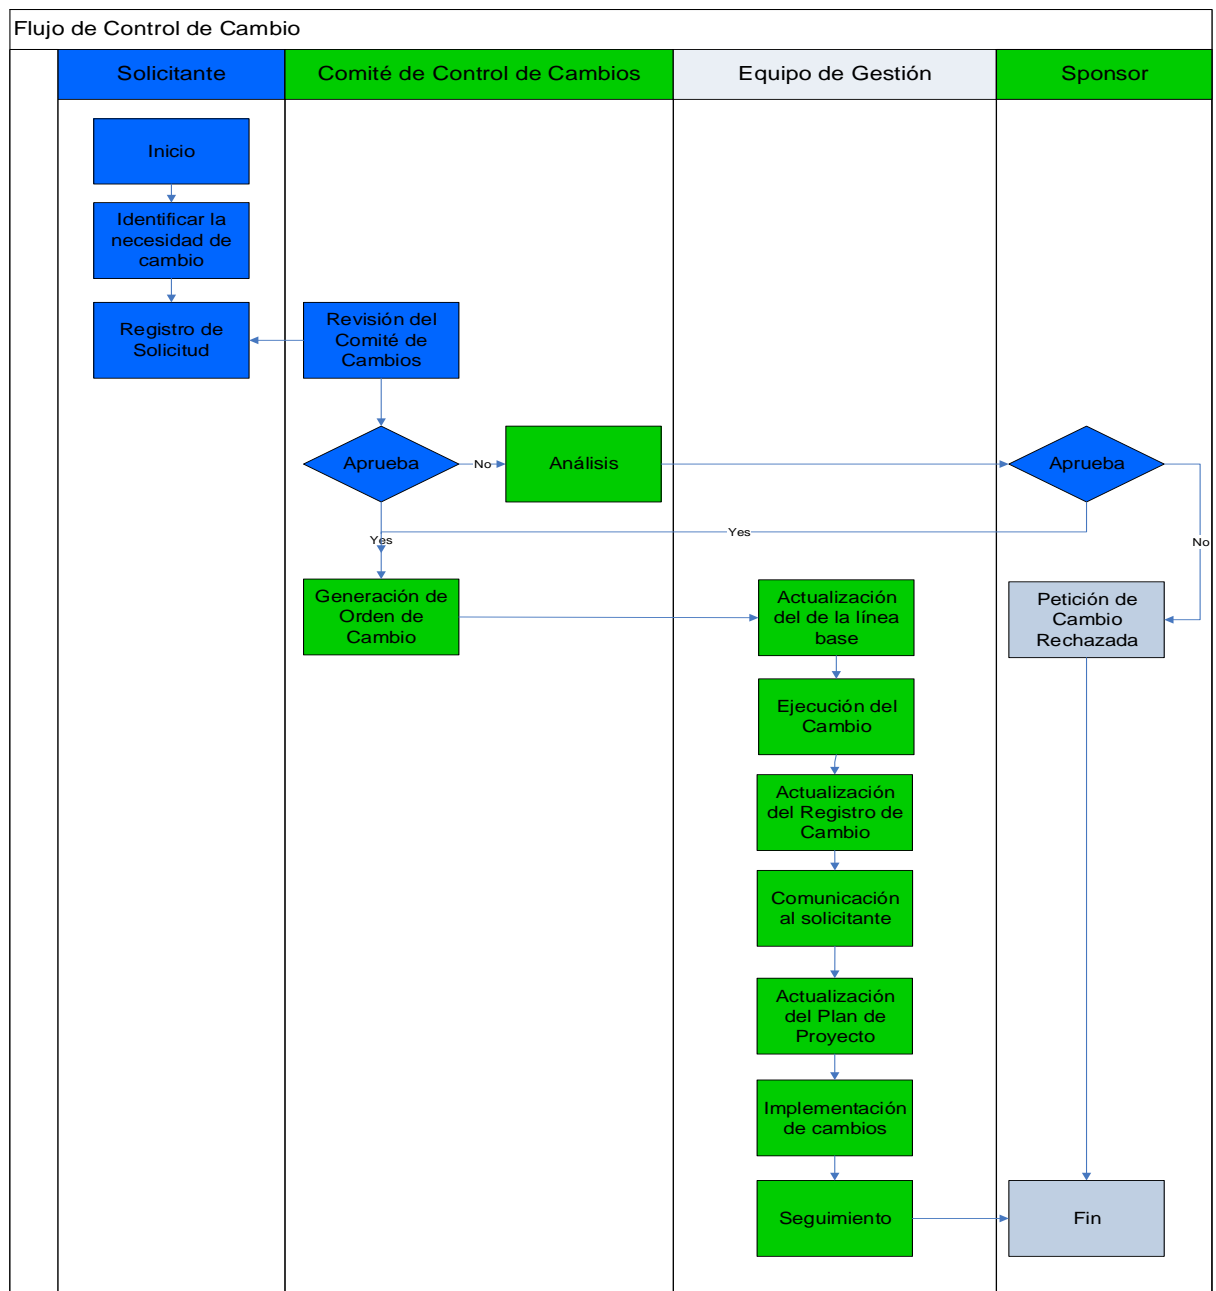 Flujo de Control de Cambio
Solicitante
Comité de Control de Cambios
Equipo de Gestión
Sponsor
Inicio
Identificar la
necesidad de
cambio
Registro de
Solicitud
Revisión del
Comité de
Cambios
Aprueba
No
Análisis
Aprueba
Yes
Yes
No
Generación de
Orden de
Cambio
Actualización
del de la línea
base
Petición de
Cambio
Rechazada
Ejecución del
Cambio
Actualización
del Registro de
Cambio
Comunicación
al solicitante
Actualización
del Plan de
Proyecto
Implementación
de cambios
Seguimiento
Fin